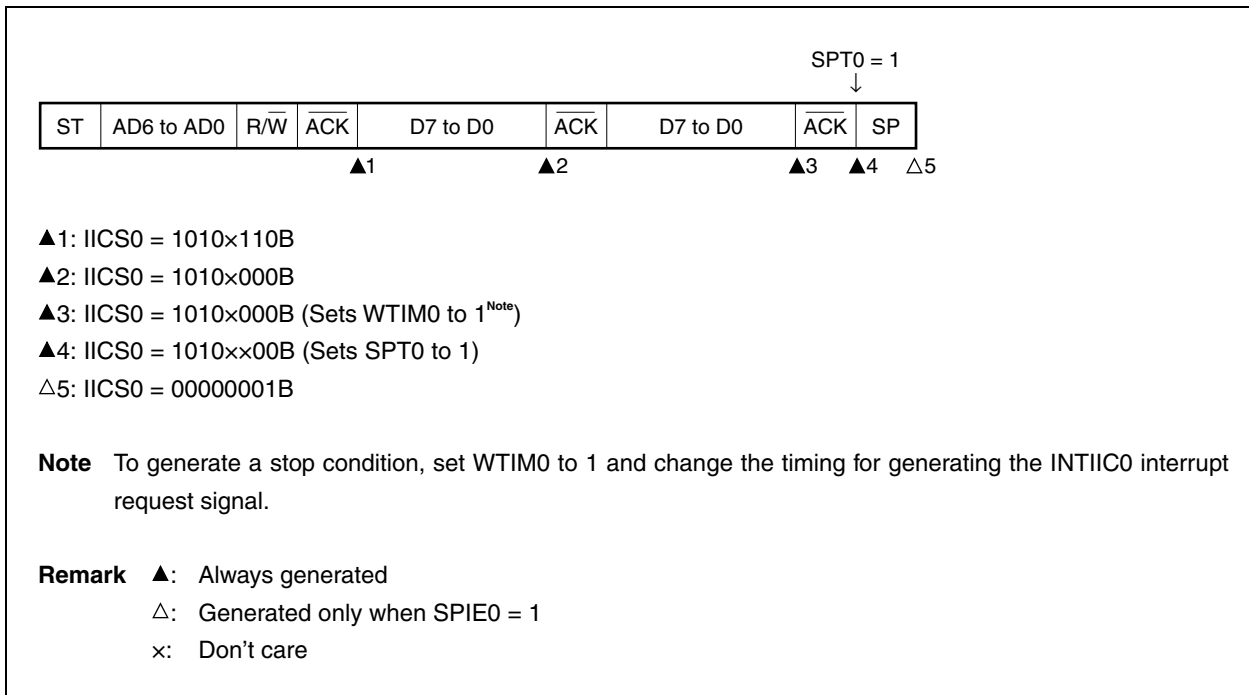 SPT0 = 1
↓
ST AD6 to AD0 R/W̅ A̅C̅K̅ D7 to D0 A̅C̅K̅ D7 to D0 A̅C̅K̅ SP
▲1 ▲2 ▲3 ▲4 △5
▲1: IICS0 = 1010×110B
▲2: IICS0 = 1010×000B
▲3: IICS0 = 1010×000B (Sets WTIM0 to 1Note)
▲4: IICS0 = 1010××00B (Sets SPT0 to 1)
△5: IICS0 = 00000001B
Note To generate a stop condition, set WTIM0 to 1 and change the timing for generating the INTIIC0 interrupt
request signal.
Remark ▲: Always generated
△: Generated only when SPIE0 = 1
×: Don't care